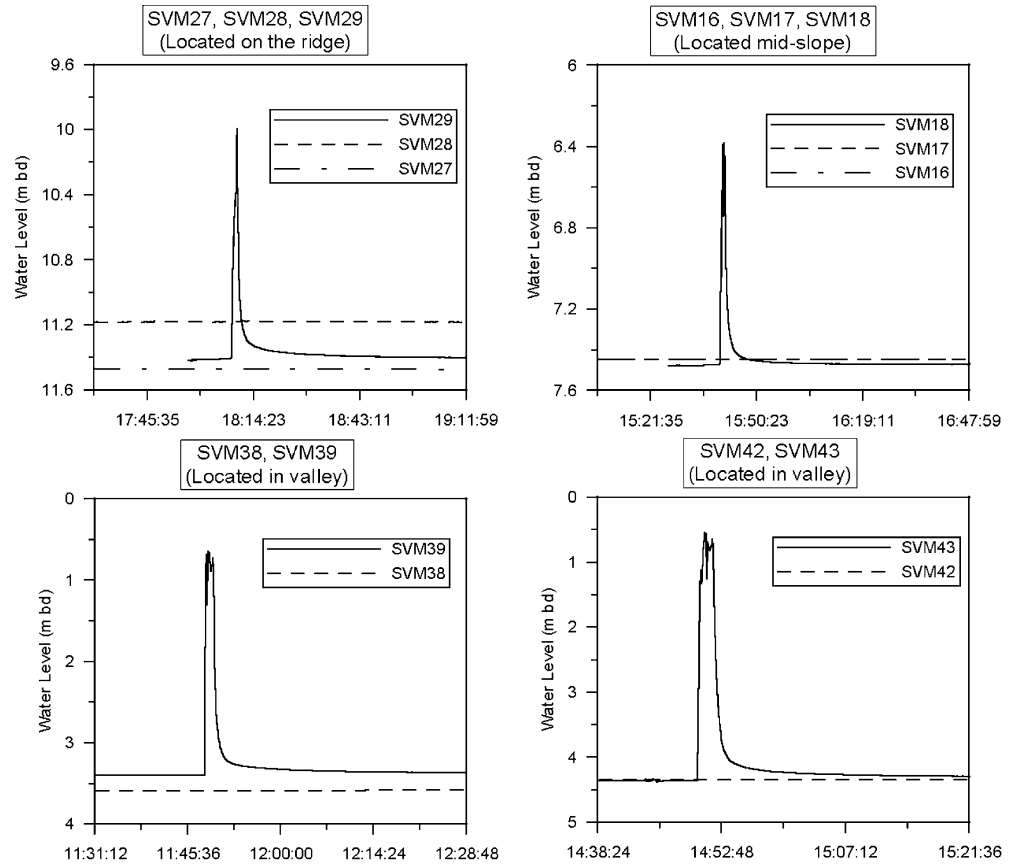 SVM27, SVM28, SVM29
(Located on the ridge)
9.6
10
10.4
10.8
11.2
11.6
Water Level (m bd)
SVM29
SVM28
SVM27
17:45:35
18:14:23
18:43:11
19:11:59
SVM16, SVM17, SVM18
(Located mid-slope)
6
6.4
6.8
7.2
7.6
Water Level (m bd)
SVM18
SVM17
SVM16
15:21:35
15:50:23
16:19:11
16:47:59
SVM38, SVM39
(Located in valley)
0
1
2
3
4
Water Level (m bd)
SVM39
SVM38
11:31:12
11:45:36
12:00:00
12:14:24
12:28:48
SVM42, SVM43
(Located in valley)
0
1
2
3
4
5
Water Level (m bd)
SVM43
SVM42
14:38:24
14:52:48
15:07:12
15:21:36